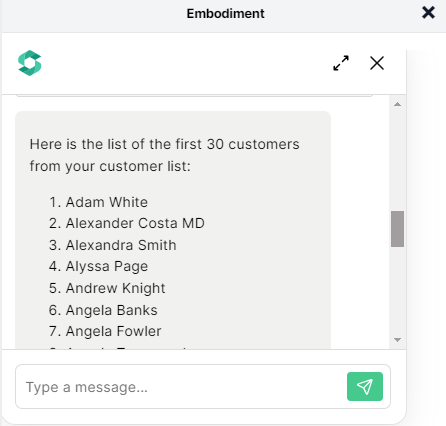 Embodiment
Here is the list of the first 30 customers
from your customer list:
1. Adam White
2. Alexander Costa MD
3. Alexandra Smith
4. Alyssa Page
5. Andrew Knight
6. Angela Banks
7. Angela Fowler
Type a message...